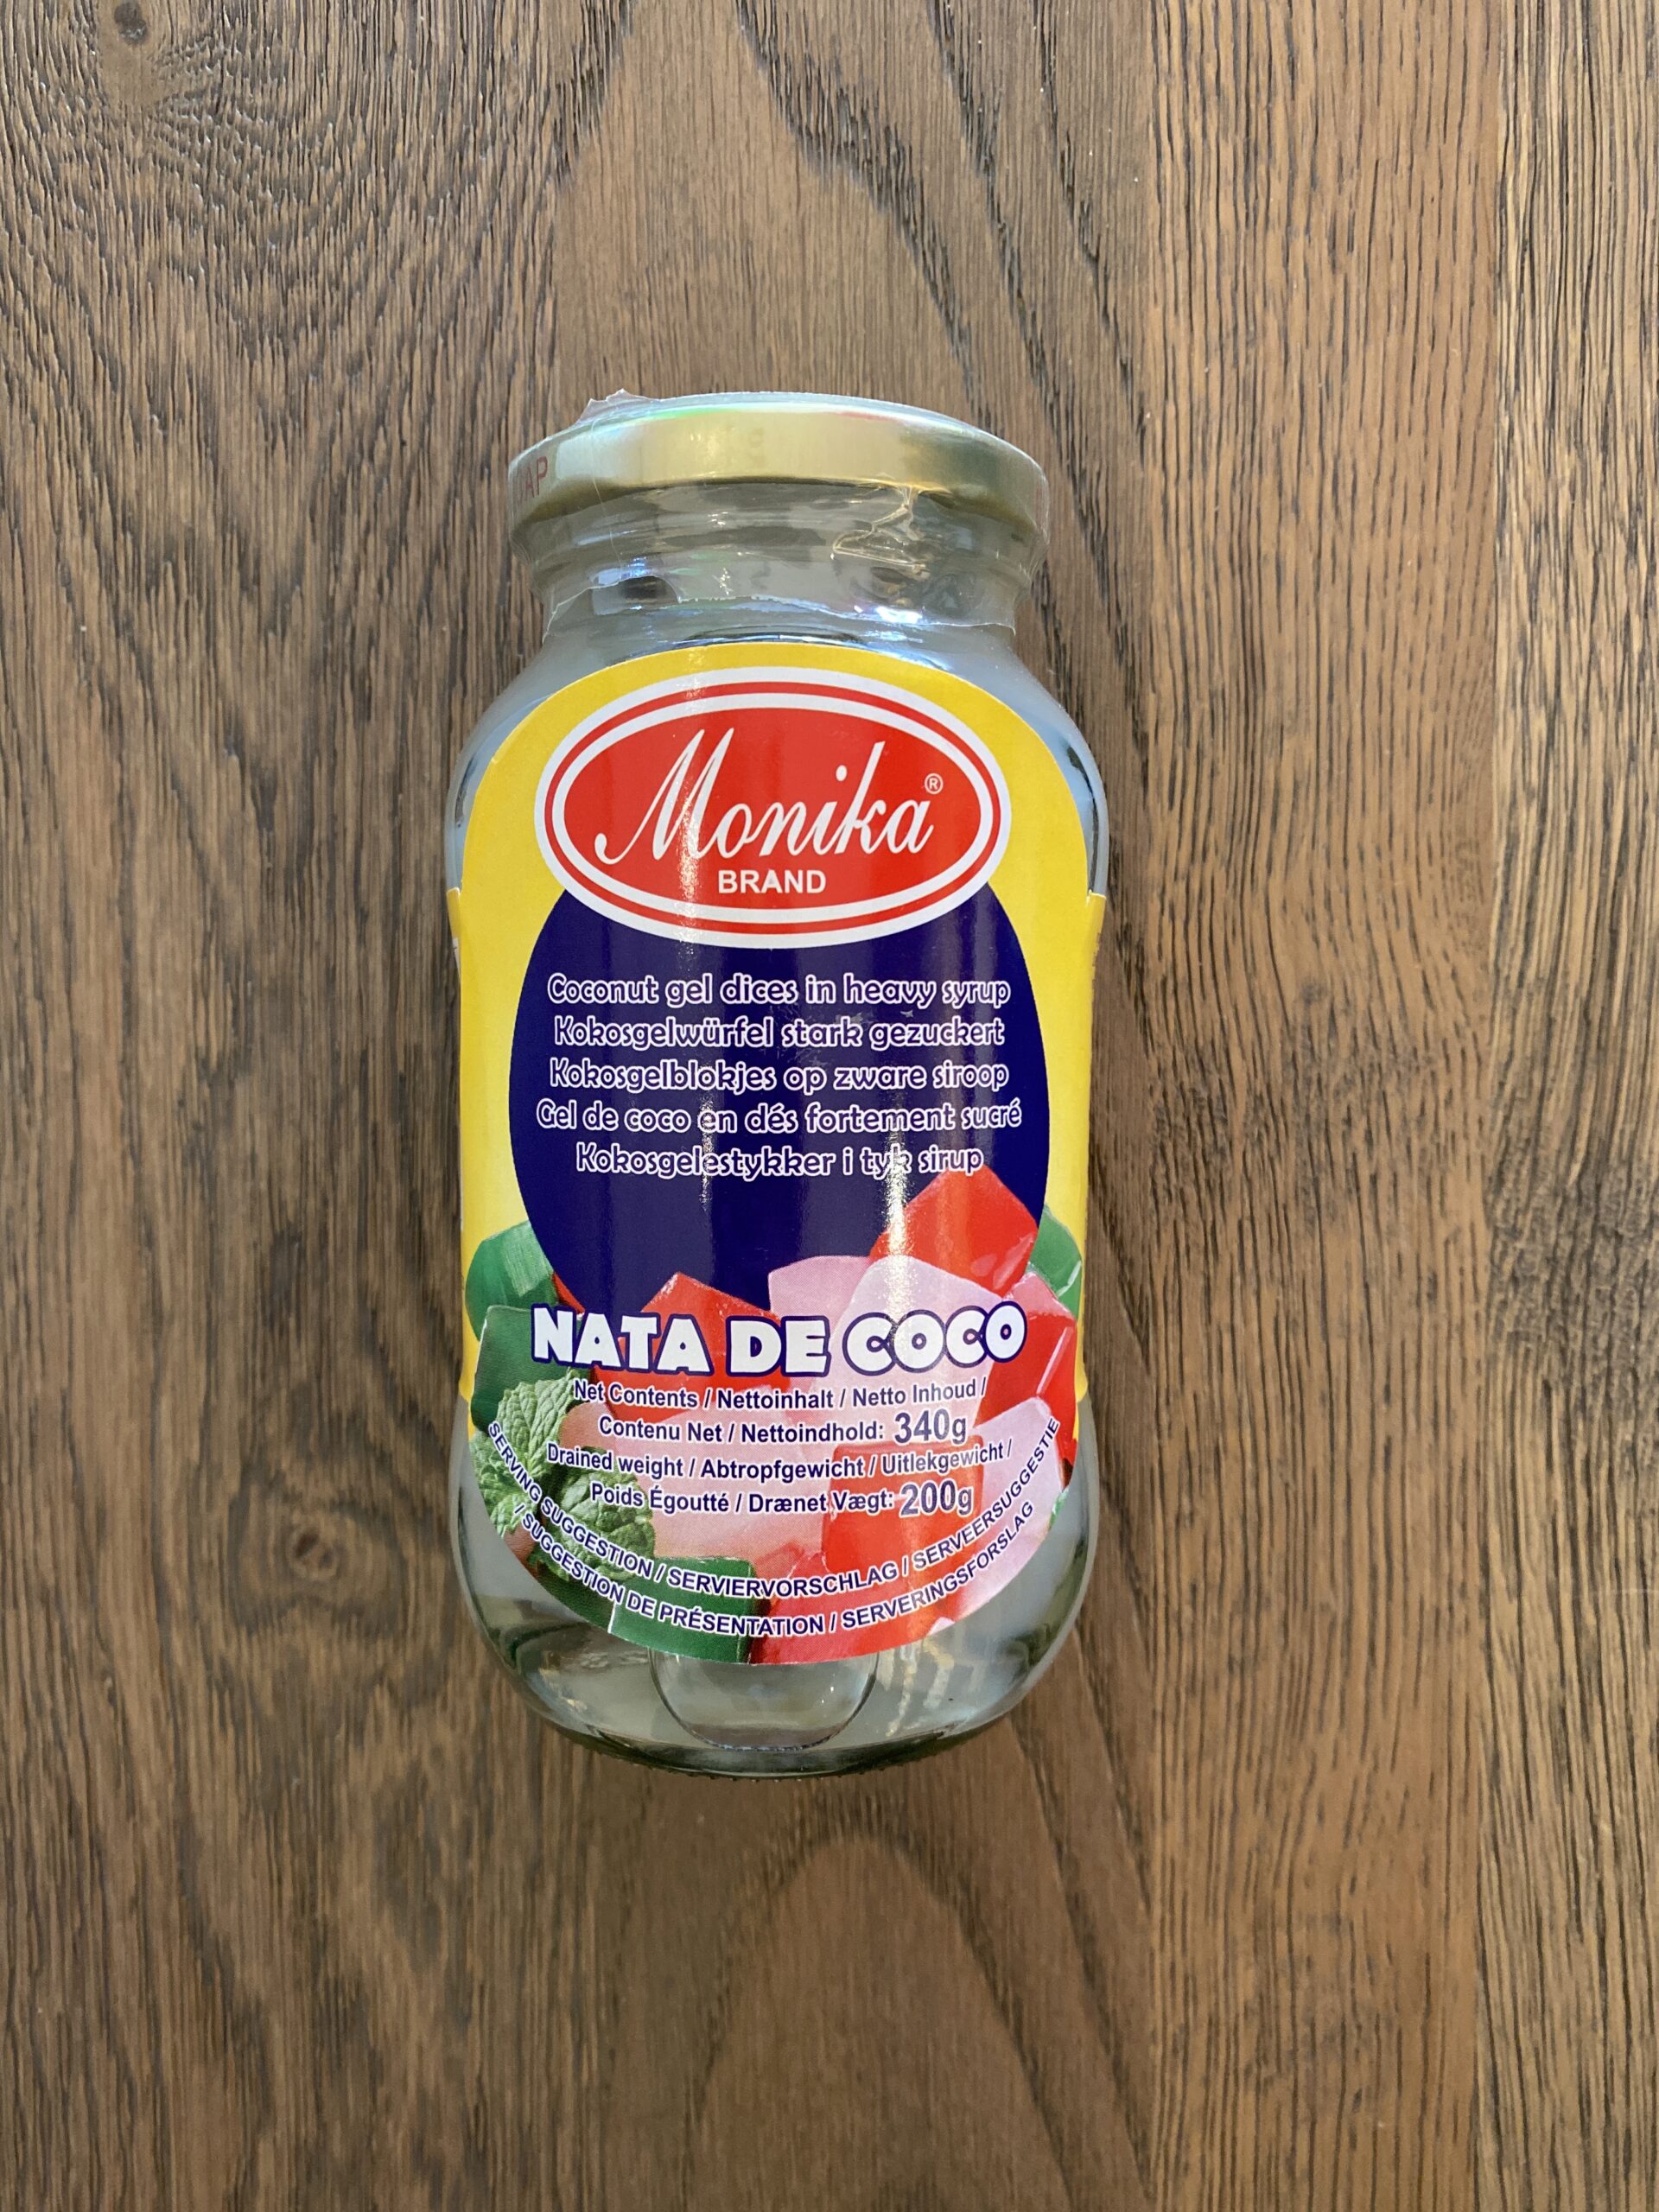 AP
Monika®
BRAND
Coconut gel dices in heavy syrup
Kokosgelwürfel stark gezuckert
Kokosgelblokjes op zware siroop
Gel de coco en dés fortement sucré
Kokosgelestykker i tyk sirup
NATA DE COCO
Net Contents / Nettoinhalt / Netto Inhoud /
Contenu Net / Nettoindhold: 340g
Drained weight / Abtropfgewicht / Uitlekgewicht /
Poids Égoutté / Drænet Vægt: 200g
SERVING SUGGESTION / SERVIERVORSCHLAG / SERVEERSUGGESTIE
/ SUGGESTION DE PRÉSENTATION / SERVERINGSFORSLAG